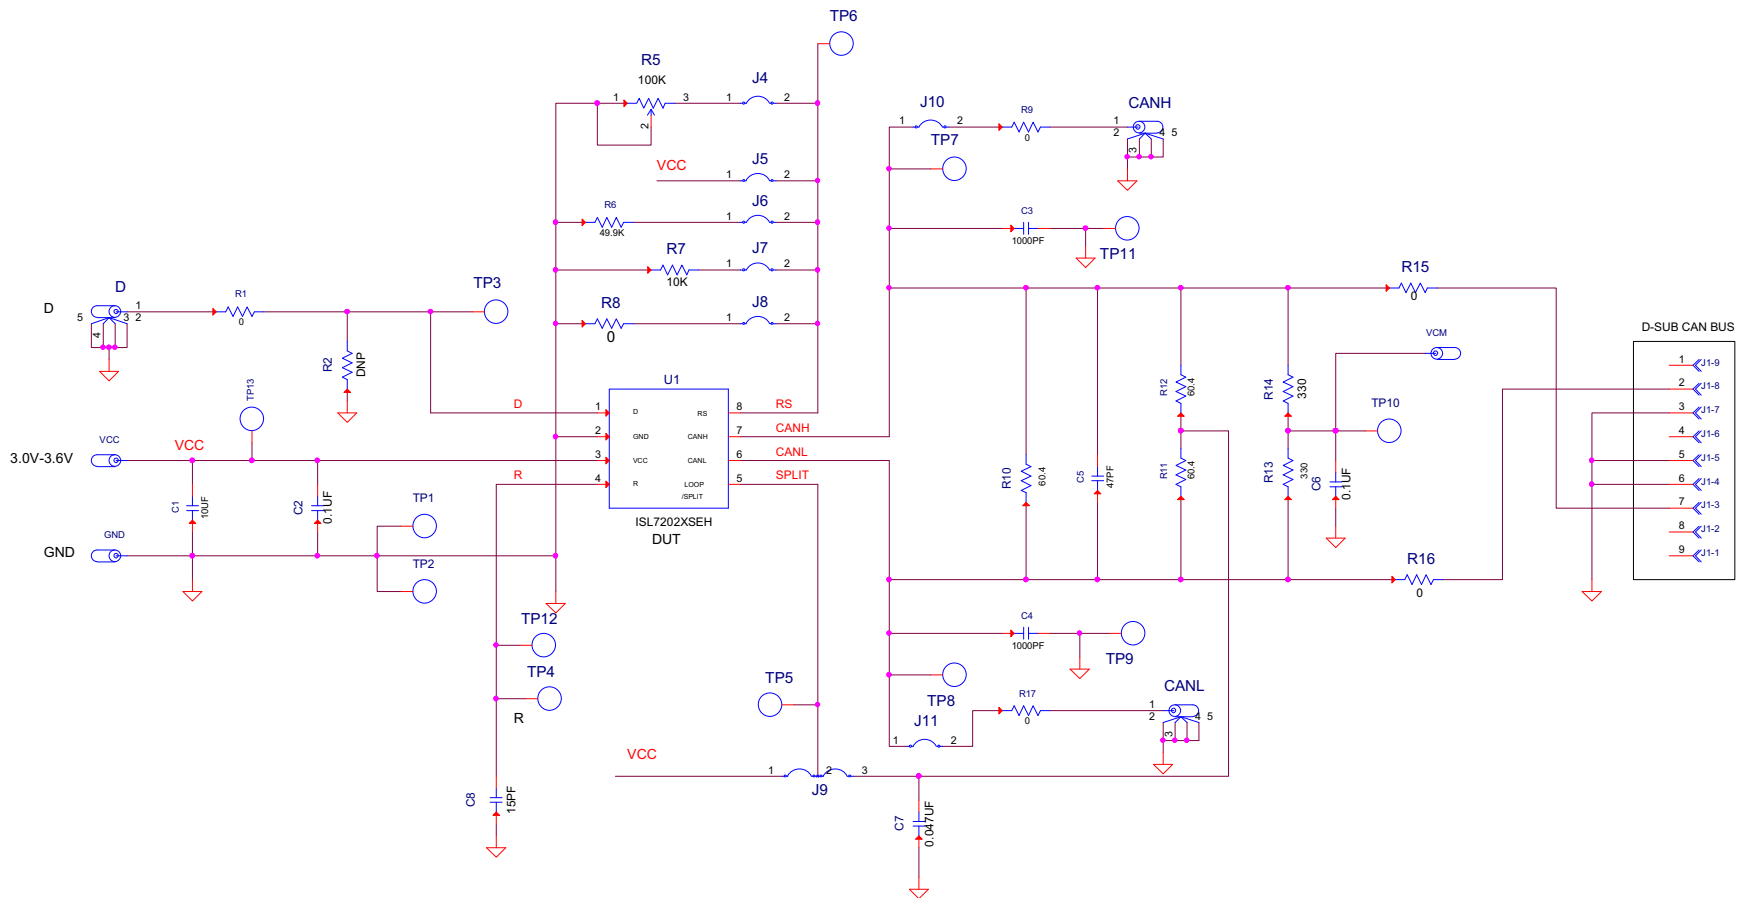 TP6
R5
100K
1
3
2
J4
1
2
VCC
J5
1
2
R6
49.9K
J6
1
2
R7
10K
J7
1
2
R8
0
J8
1
2
J10
1
2
TP7
R9
0
CANH
1
2
3
4
5
C3
1000PF
TP11
D
D
5
4
1
3
2
R1
0
TP3
R2
DNP
TP13
VCC
VCC
3.0V-3.6V
C1
10UF
C2
0.1UF
GND
GND
TP1
TP2
D
R
U1
1
D
2
GND
3
VCC
4
R
RS
8
CANH
7
CANL
6
LOOP
/SPLIT
5
ISL7202XSEH
DUT
RS
CANH
CANL
SPLIT
TP12
TP4
R
C8
15PF
TP5
VCC
1
2
3
J9
C7
0.047UF
R10
60.4
C5
47PF
R12
60.4
R11
60.4
R14
330
R13
330
C6
0.1UF
VCM
TP10
R15
0
R16
0
C4
1000PF
TP9
TP8
J11
1
2
R17
0
CANL
1
2
3
4
5
D-SUB CAN BUS
1
J1-9
2
J1-8
3
J1-7
4
J1-6
5
J1-5
6
J1-4
7
J1-3
8
J1-2
9
J1-1